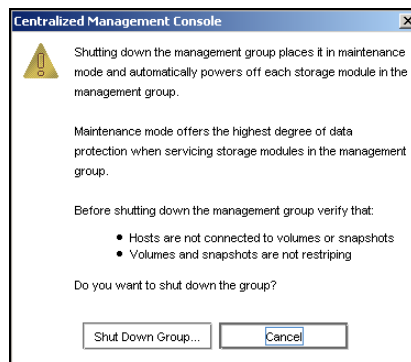 Centralized Management Console
Shutting down the management group places it in maintenance
mode and automatically powers off each storage module in the
management group.
Maintenance mode offers the highest degree of data
protection when servicing storage modules in the management
group.
Before shutting down the management group verify that:
• Hosts are not connected to volumes or snapshots
• Volumes and snapshots are not restriping
Do you want to shut down the group?
Shut Down Group... Cancel